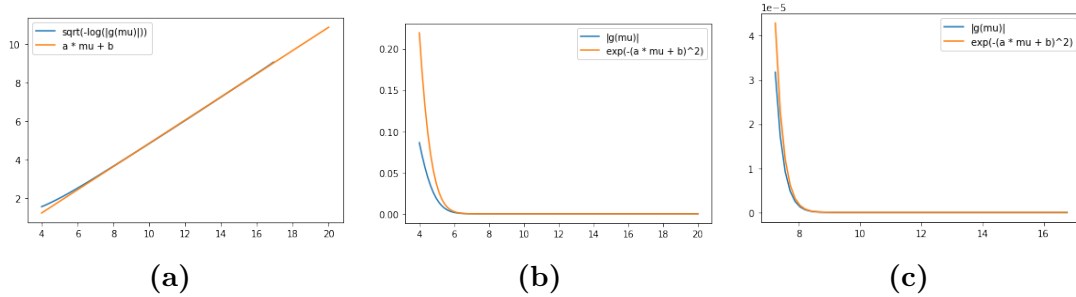 sqrt(-log(|g(mu)|))
a * mu + b
10
8
6
4
2
4 6 8 10 12 14 16 18 20
(a)
|g(mu)|
exp(-(a * mu + b)^2)
0.20
0.15
0.10
0.05
0.00
4 6 8 10 12 14 16 18 20
(b)
1e-5
|g(mu)|
exp(-(a * mu + b)^2)
4
3
2
1
0
8 10 12 14 16
(c)